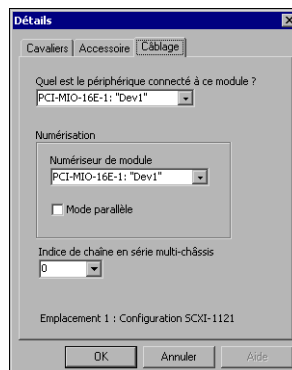 Détails
Cavaliers Accessoire Câblage
Quel est le périphérique connecté à ce module ?
PCI-MIO-16E-1: "Dev1"
Numérisation
Numériseur de module
PCI-MIO-16E-1: "Dev1"
Mode parallèle
Indice de chaîne en série multi-châssis
0
Emplacement 1 : Configuration SCXI-1121
OK Annuler Aide